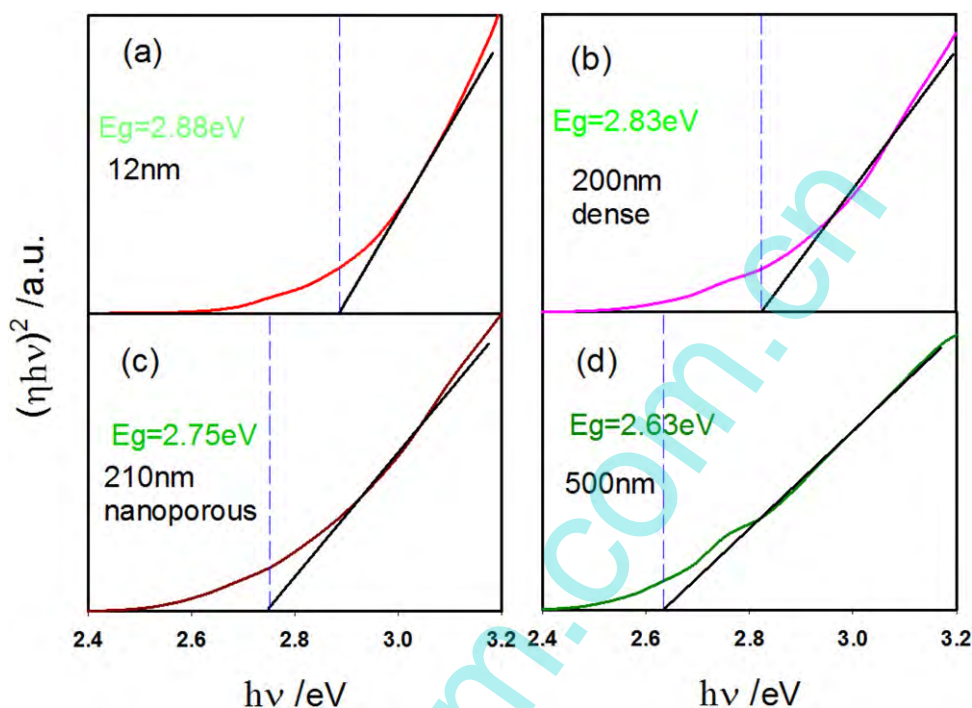 (a)
Eg=2.88eV
12nm
(b)
Eg=2.83eV
200nm
dense
(ηhν)² /a.u.
(c)
Eg=2.75eV
210nm
nanoporous
(d)
Eg=2.63eV
500nm
2.4 2.6 2.8 3.0 3.2
2.4 2.6 2.8 3.0 3.2
hν /eV
hν /eV
m.com.cn